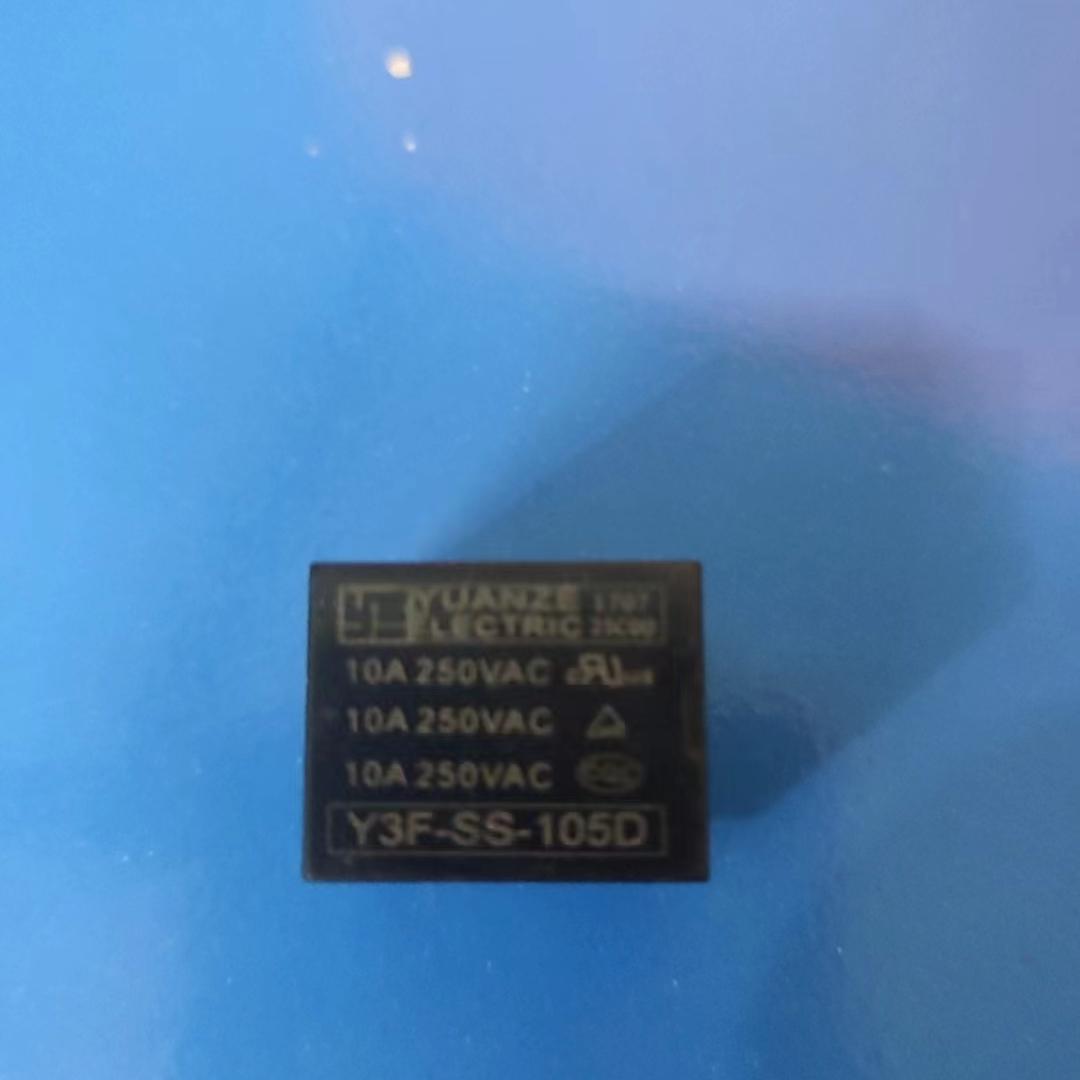 YUANZE 1707
ELECTRIC
10A 250VAC
10A 250VAC
10A 250VAC
Y3F-SS-105D